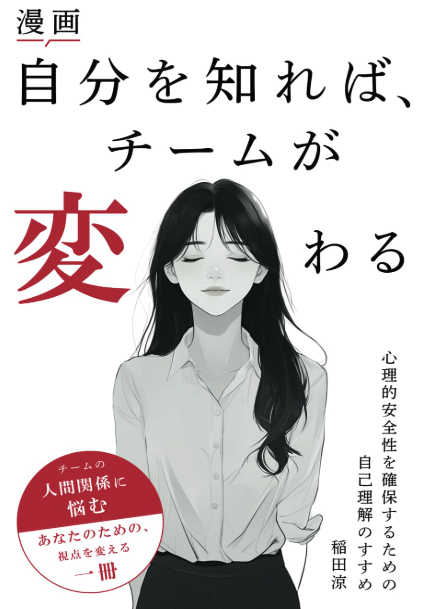 漫画
自分を知れば、
チームが
変わる
心理的安全性を確保するための
自己理解のすすめ
稲田涼
チームの
人間関係に
悩む
あなたのための、
視点を変える
一冊